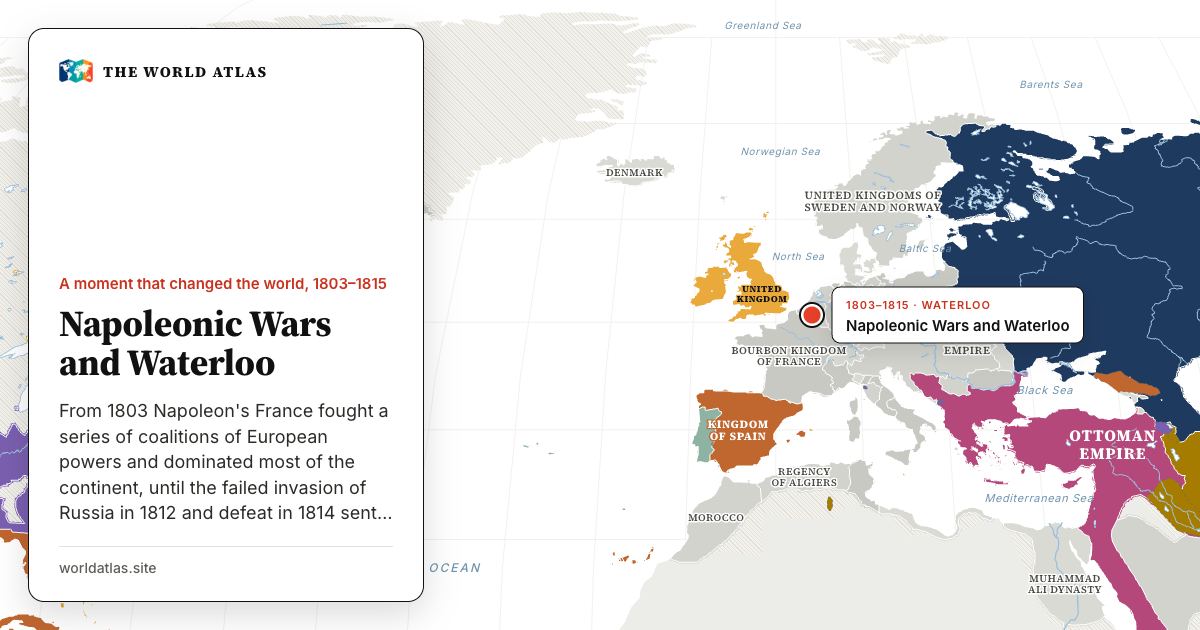 THE WORLD ATLAS
A moment that changed the world, 1803–1815
Napoleonic Wars
and Waterloo
From 1803 Napoleon's France fought a
series of coalitions of European
powers and dominated most of the
continent, until the failed invasion of
Russia in 1812 and defeat in 1814 sent...
worldatlas.site
Greenland Sea
Barents Sea
Norwegian Sea
DENMARK
UNITED KINGDOMS OF
SWEDEN AND NORWAY
Baltic Sea
North Sea
UNITED
KINGDOM
1803–1815 · WATERLOO
Napoleonic Wars and Waterloo
BOURBON KINGDOM
OF FRANCE
EMPIRE
Black Sea
KINGDOM
OF SPAIN
OTTOMAN
EMPIRE
REGENCY
OF ALGIERS
Mediterranean Sea
MOROCCO
OCEAN
MUHAMMAD
ALI DYNASTY